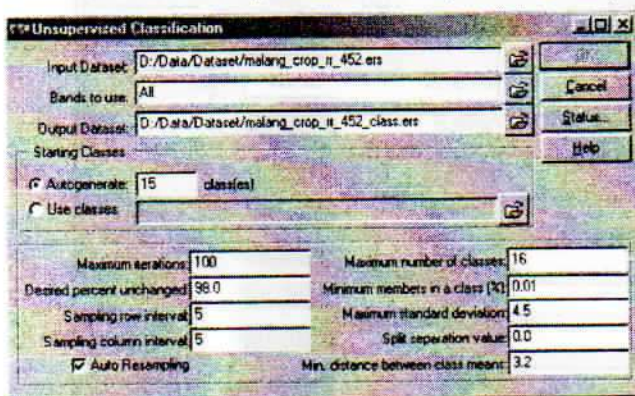 Unsupervized Classification
Input Dataset: D:/Data/Dataset/malang_crop_rr_452.ers
Bands to use: All
Output Dataset: D:/Data/Dataset/malang_crop_rr_452_class.ers
Cancel
Status...
Help
Starting Classes
Autogenerate: 15 class(es)
Use classes
Maximum iterations: 100
Desired percent unchanged: 98.0
Sampling row interval: 5
Sampling column interval: 5
Auto Resampling
Maximum number of classes: 16
Minimum members in a class (%): 0.01
Maximum standard deviation: 4.5
Split separation value: 0.0
Min. distance between class means: 3.2